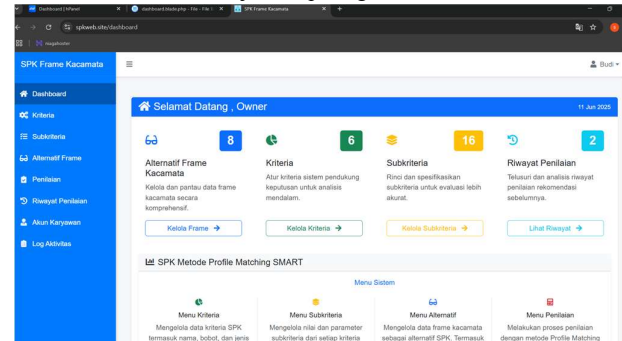 Dashboard | hPanel
dashboard.blade.php - File - File
SPK Frame Kacamata
spkweb.site/dashboard
SPK Frame Kacamata
Budi
Dashboard
Kriteria
Subkriteria
Alternatif Frame
Penilaian
Riwayat Penilaian
Akun Karyawan
Log Aktivitas
Selamat Datang , Owner
11 Jun 2025
8
Alternatif Frame
Kacamata
Kelola dan pantau data frame
kacamata secara
komprehensif.
Kelola Frame
6
Kriteria
Atur kriteria sistem pendukung
keputusan untuk analisis
mendalam.
Kelola Kriteria
16
Subkriteria
Rinci dan spesifikasikan
subkriteria untuk evaluasi lebih
akurat.
Kelola Subkriteria
2
Riwayat Penilaian
Telusuri dan analisis riwayat
penilaian rekomendasi
sebelumnya.
Lihat Riwayat
SPK Metode Profile Matching SMART
Menu Sistem
Menu Kriteria
Mengelola data kriteria SPK
termasuk nama, bobot, dan jenis
Menu Subkriteria
Mengelola nilai dan parameter
subkriteria dari setiap kriteria
Menu Alternatif
Mengelola data frame kacamata
sebagai alternatif SPK. Termasuk
Menu Penilaian
Melakukan proses penilaian
dengan metode Profile Matching